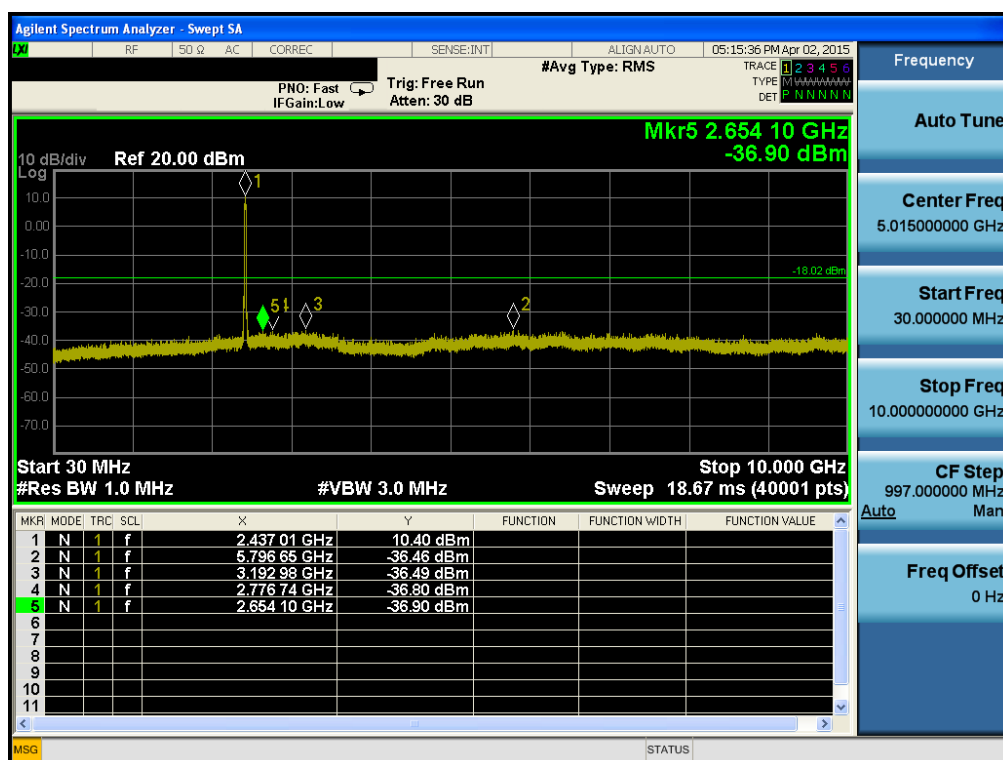 Agilent Spectrum Analyzer - Swept SA
LXI RF 50 Ω AC CORREC SENSE:INT ALIGN AUTO 05:15:36 PM Apr 02, 2015
Frequency
#Avg Type: RMS
TRACE 1 2 3 4 5 6
PNO: Fast Trig: Free Run
TYPE M WWWWW
IFGain:Low Atten: 30 dB
DET P N N N N N
Auto Tune
Mkr5 2.654 10 GHz
-36.90 dBm
10 dB/div Ref 20.00 dBm
Log
1
10.0
0.00
-10.0
-20.0
-30.0
-40.0
-50.0
-60.0
-70.0
-18.02 dBm
5 4 3 2
Center Freq
5.015000000 GHz
Start Freq
30.000000 MHz
Stop Freq
10.000000000 GHz
Start 30 MHz Stop 10.000 GHz
#Res BW 1.0 MHz #VBW 3.0 MHz Sweep 18.67 ms (40001 pts)
CF Step
997.000000 MHz
Auto Man
MKR MODE TRC SCL X Y FUNCTION FUNCTION WIDTH FUNCTION VALUE
1 N 1 f 2.437 01 GHz 10.40 dBm
2 N 1 f 5.796 65 GHz -36.46 dBm
3 N 1 f 3.192 98 GHz -36.49 dBm
4 N 1 f 2.776 74 GHz -36.80 dBm
5 N 1 f 2.654 10 GHz -36.90 dBm
6
7
8
9
10
11
Freq Offset
0 Hz
MSG STATUS